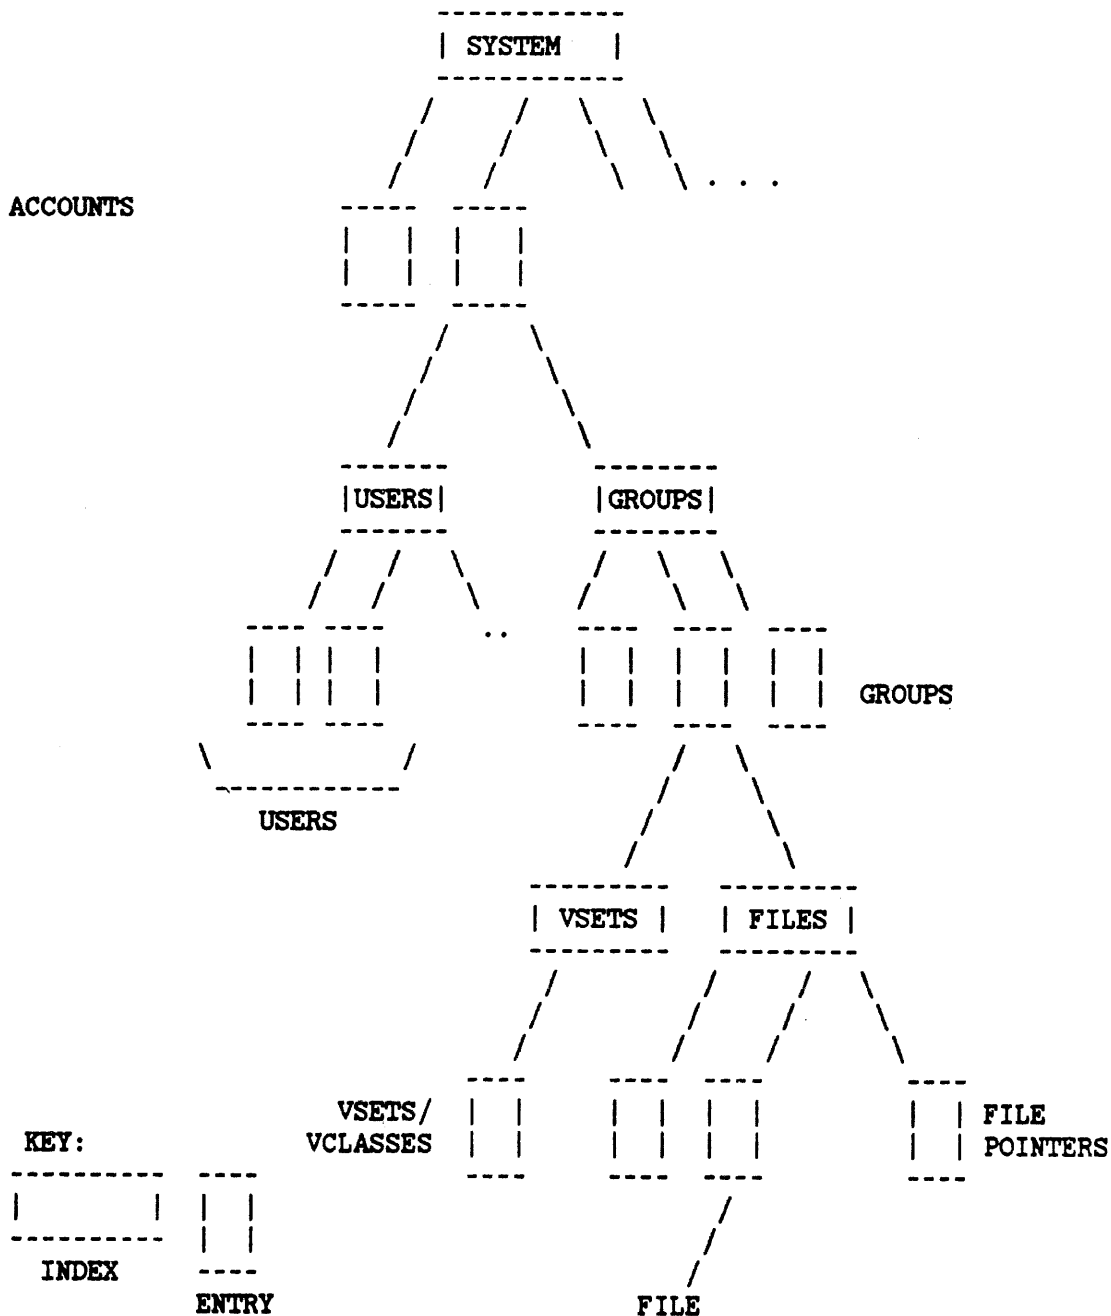 SYSTEM
. . .
ACCOUNTS
USERS GROUPS
..
GROUPS
USERS
VSETS FILES
VSETS/ FILE
KEY: VCLASSES POINTERS
INDEX
ENTRY FILE